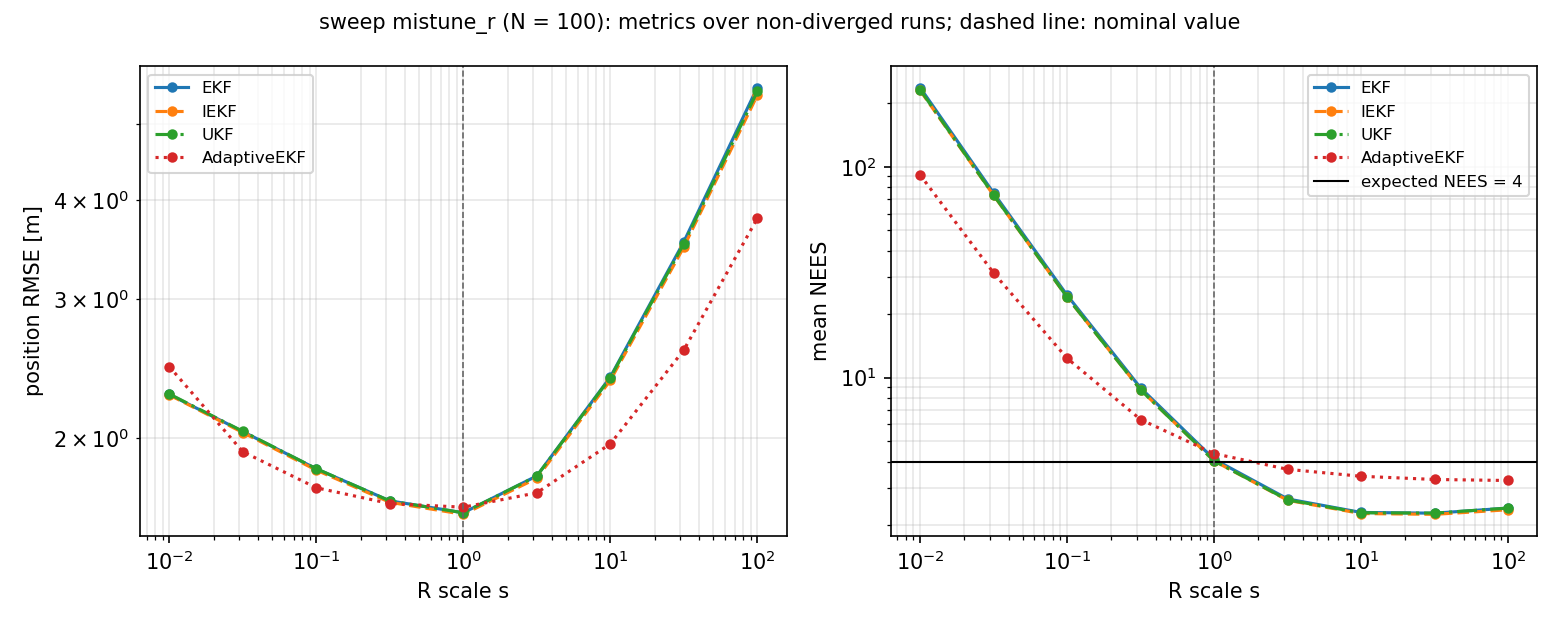 sweep mistune_r (N = 100): metrics over non-diverged runs; dashed line: nominal value
position RMSE [m]
4 × 10⁰
3 × 10⁰
2 × 10⁰
EKF
IEKF
UKF
AdaptiveEKF
10⁻²
10⁻¹
10⁰
10¹
10²
R scale s
mean NEES
10²
10¹
EKF
IEKF
UKF
AdaptiveEKF
expected NEES = 4
10⁻²
10⁻¹
10⁰
10¹
10²
R scale s